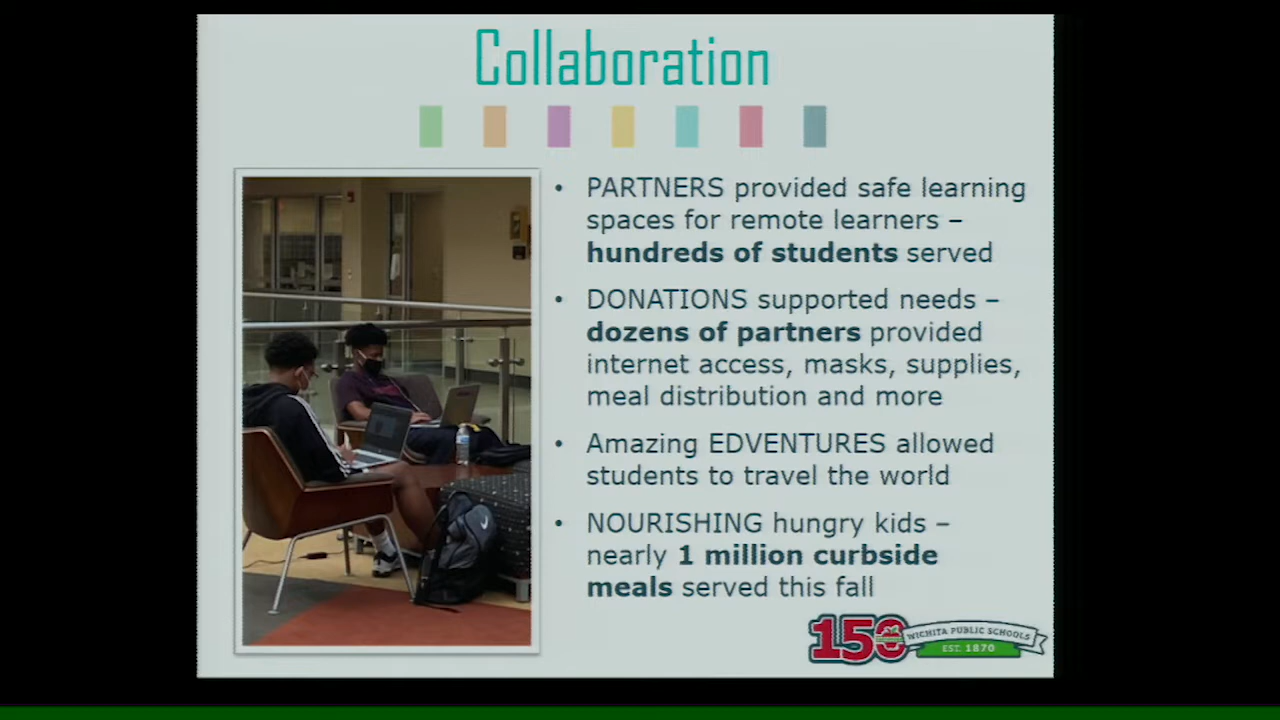 Collaboration
• PARTNERS provided safe learning
spaces for remote learners –
hundreds of students served
• DONATIONS supported needs –
dozens of partners provided
internet access, masks, supplies,
meal distribution and more
• Amazing EDVENTURES allowed
students to travel the world
• NOURISHING hungry kids –
nearly 1 million curbside
meals served this fall
150
WICHITA PUBLIC SCHOOLS
EST. 1870